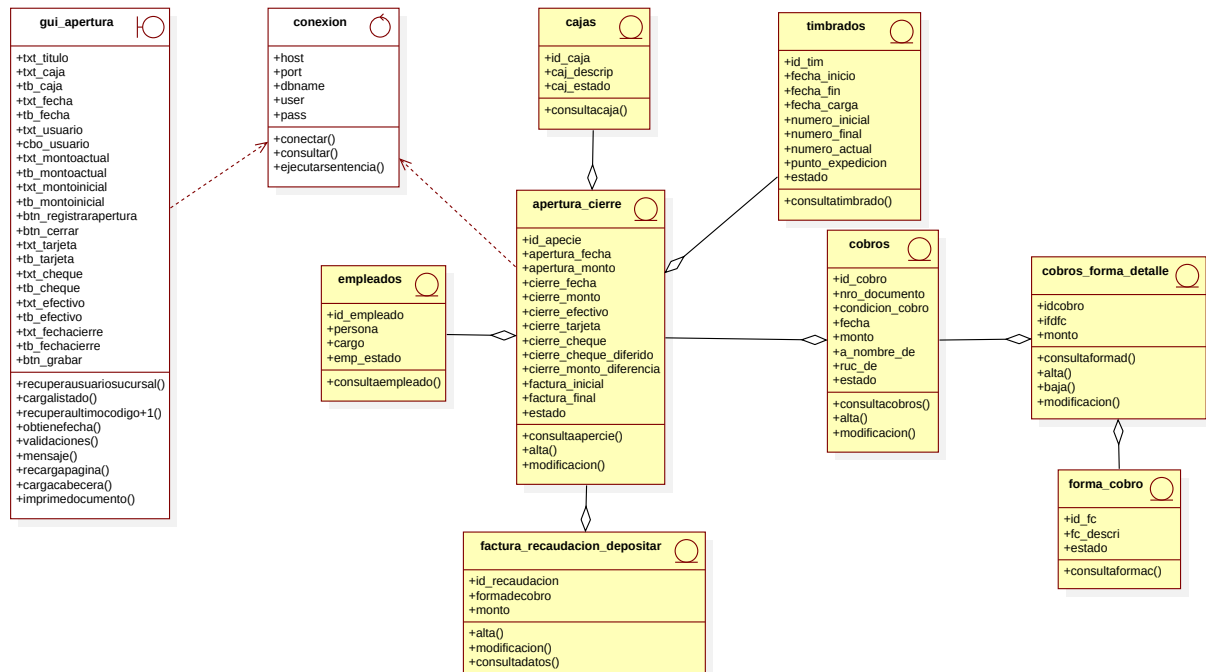 gui_apertura
+txt_titulo
+txt_caja
+tb_caja
+txt_fecha
+tb_fecha
+txt_usuario
+cbo_usuario
+txt_montoactual
+tb_montoactual
+txt_montoinicial
+tb_montoinicial
+btn_registrarapertura
+btn_cerrar
+txt_tarjeta
+tb_tarjeta
+txt_cheque
+tb_cheque
+txt_efectivo
+tb_efectivo
+txt_fechacierre
+tb_fechacierre
+btn_grabar
+recuperausuariosucursal()
+cargalistado()
+recuperaultimocodigo+1()
+obtienefecha()
+validaciones()
+mensaje()
+recargapagina()
+cargacabecera()
+imprimedocumento()
conexion
+host
+port
+dbname
+user
+pass
+conectar()
+consultar()
+ejecutarsentencia()
cajas
+id_caja
+caj_descrip
+caj_estado
+consultacaja()
timbrados
+id_tim
+fecha_inicio
+fecha_fin
+fecha_carga
+numero_inicial
+numero_final
+numero_actual
+punto_expedicion
+estado
+consultatimbrado()
apertura_cierre
+id_apecie
+apertura_fecha
+apertura_monto
+cierre_fecha
+cierre_monto
+cierre_efectivo
+cierre_tarjeta
+cierre_cheque
+cierre_cheque_diferido
+cierre_monto_diferencia
+factura_inicial
+factura_final
+estado
+consultaapercie()
+alta()
+modificacion()
empleados
+id_empleado
+persona
+cargo
+emp_estado
+consultaempleado()
cobros
+id_cobro
+nro_documento
+condicion_cobro
+fecha
+monto
+a_nombre_de
+ruc_de
+estado
+consultacobros()
+alta()
+modificacion()
cobros_forma_detalle
+idcobro
+ifdfc
+monto
+consultaformad()
+alta()
+baja()
+modificacion()
forma_cobro
+id_fc
+fc_descri
+estado
+consultaformac()
factura_recaudacion_depositar
+id_recaudacion
+formadecobro
+monto
+alta()
+modificacion()
+consultadatos()